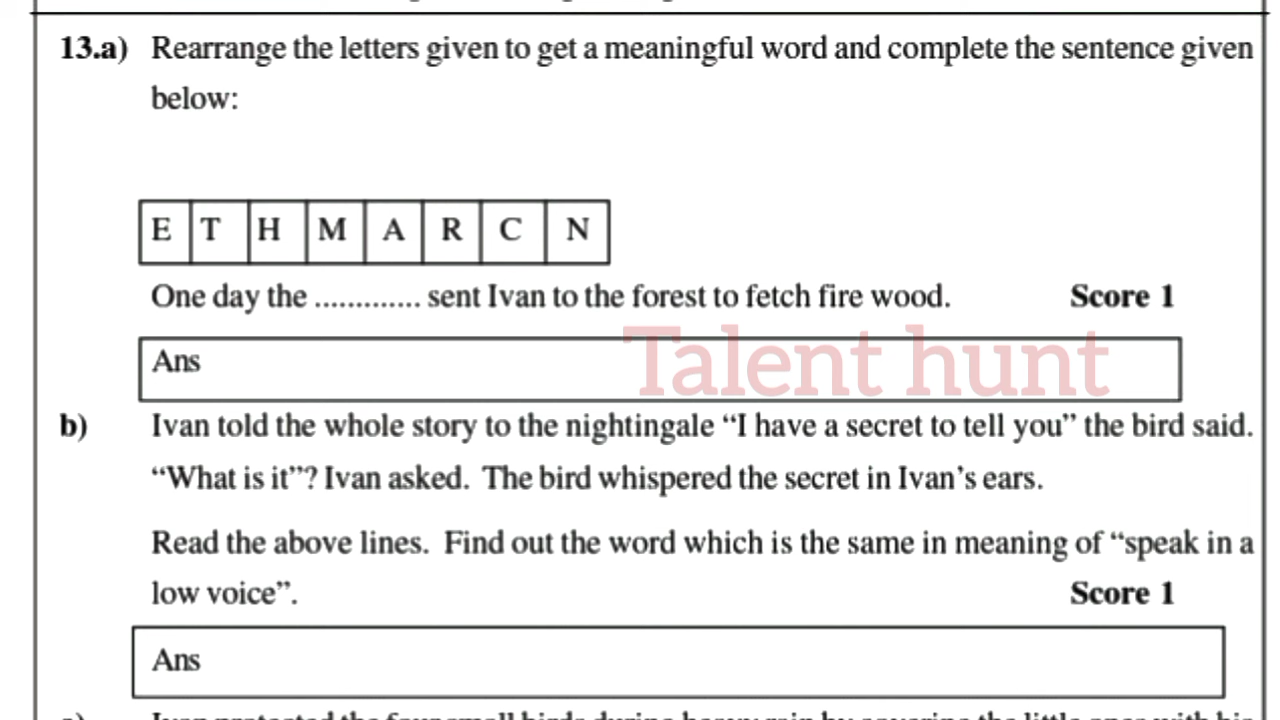 13.a) Rearrange the letters given to get a meaningful word and complete the sentence given
below:
E T H M A R C N
One day the ............. sent Ivan to the forest to fetch fire wood. Score 1
Talent hunt
Ans
b) Ivan told the whole story to the nightingale “I have a secret to tell you” the bird said.
“What is it”? Ivan asked. The bird whispered the secret in Ivan’s ears.
Read the above lines. Find out the word which is the same in meaning of “speak in a
low voice”. Score 1
Ans